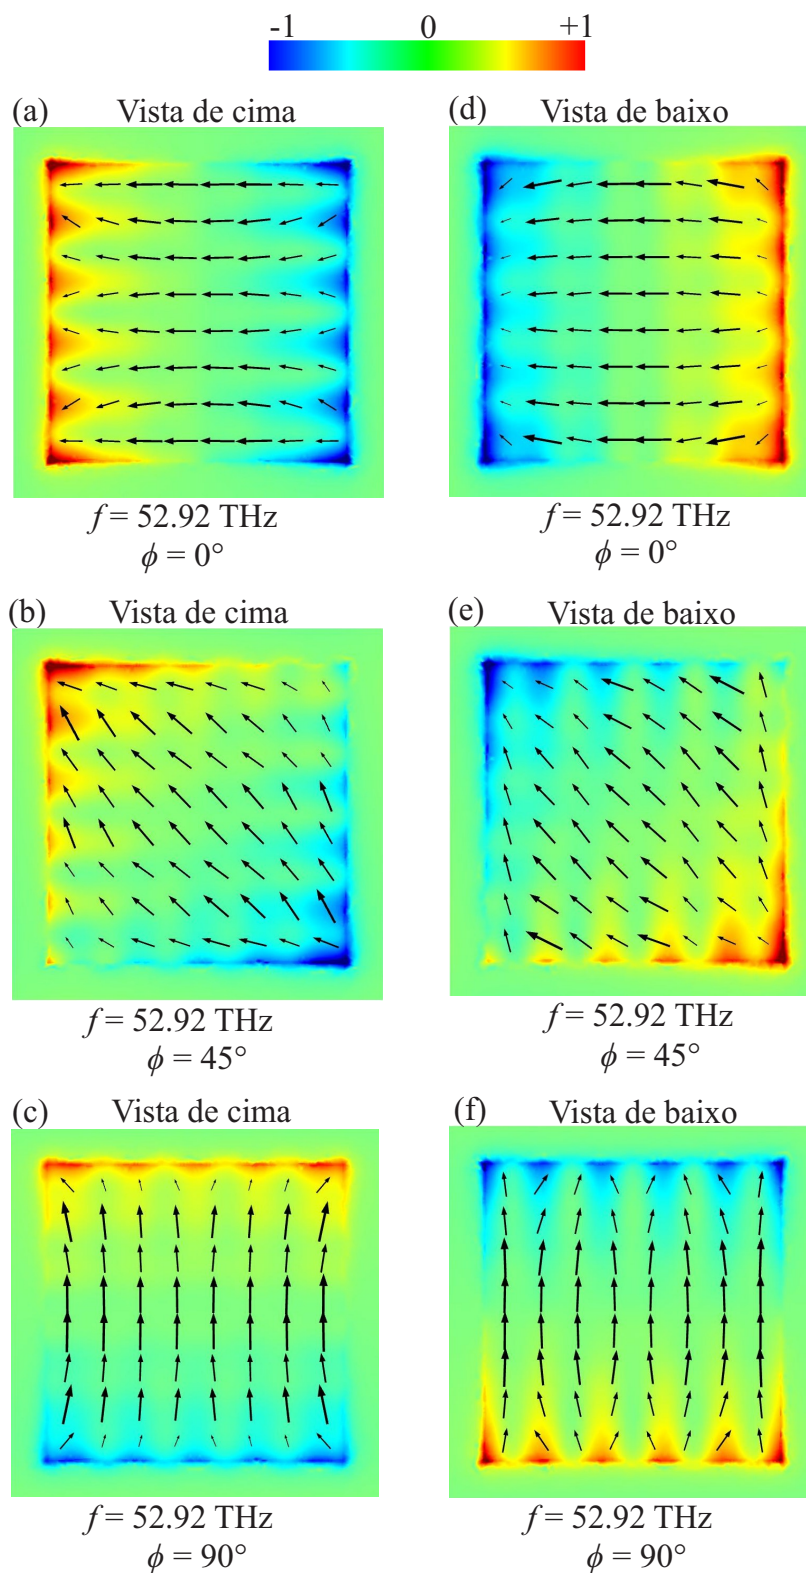 -1 0 +1
(a) Vista de cima
(d) Vista de baixo
f = 52.92 THz
ϕ = 0°
f = 52.92 THz
ϕ = 0°
(b) Vista de cima
(e) Vista de baixo
f = 52.92 THz
ϕ = 45°
f = 52.92 THz
ϕ = 45°
(c) Vista de cima
(f) Vista de baixo
f = 52.92 THz
ϕ = 90°
f = 52.92 THz
ϕ = 90°